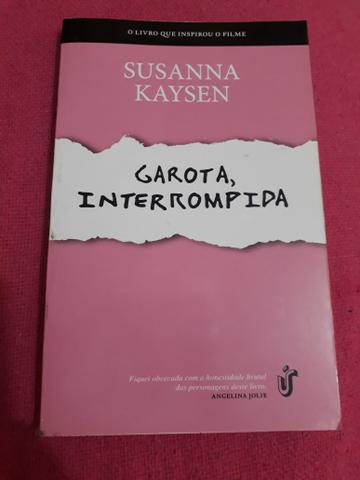 O LIVRO QUE INSPIROU O FILME
SUSANNA
KAYSEN
GAROTA,
INTERROMPIDA
Fiquei obcecada com a honestidade brutal
das personagens deste livro.
ANGELINA JOLIE